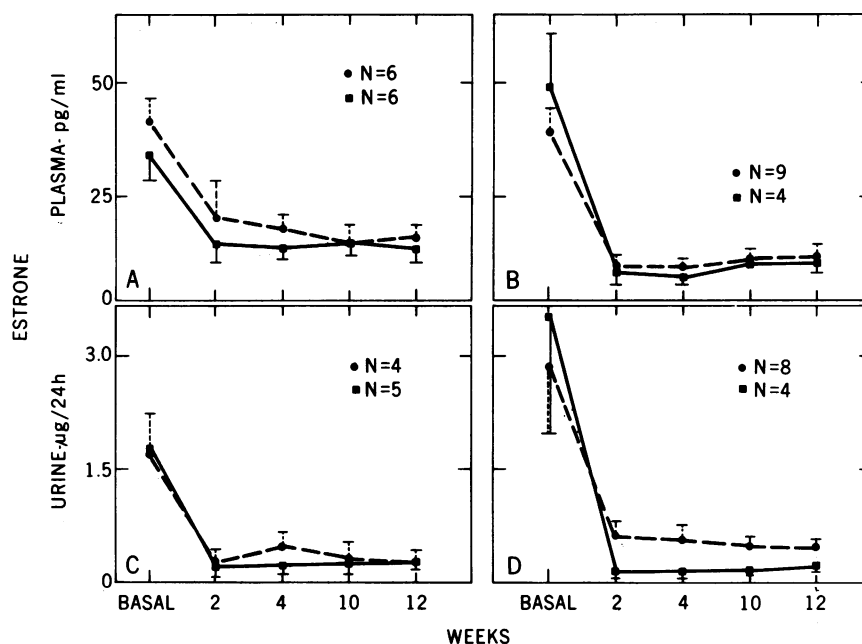 ESTRONE
PLASMA-pg/ml
50
25
0
N=6
N=6
A
N=9
N=4
B
URINE-µg/24h
3.0
1.5
0
N=4
N=5
C
N=8
N=4
D
BASAL 2 4 10 12
BASAL 2 4 10 12
WEEKS